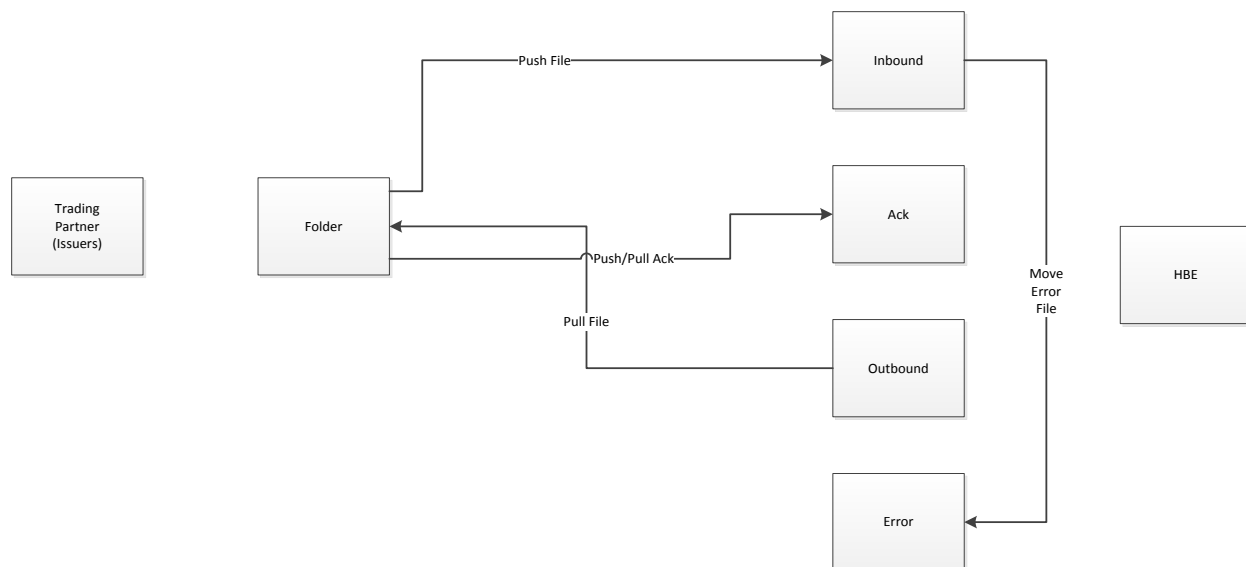 Push File
Inbound
Trading
Partner
(Issuers)
Folder
Ack
Push/Pull Ack
Move
Error
File
HBE
Pull File
Outbound
Error